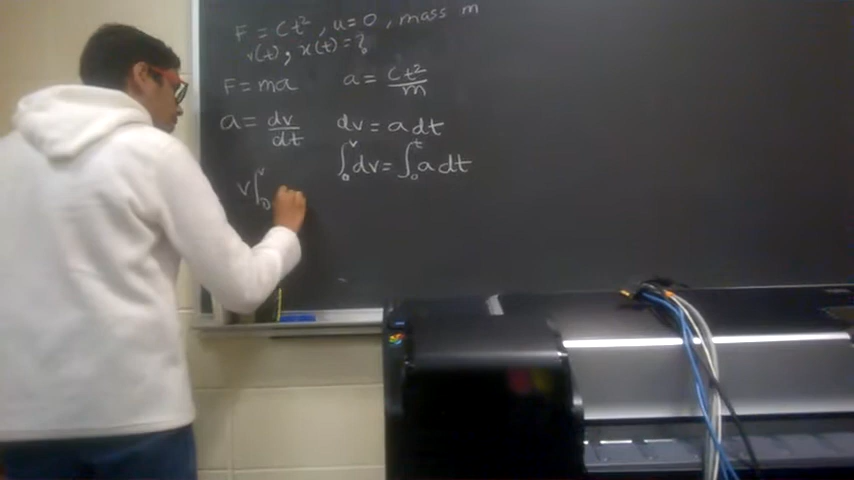 F = Ct², u = 0, mass m
v(t), x(t) = ?
F = ma a = Ct²/m
a = dv/dt dv = a dt
∫₀ᵛ dv = ∫₀ᵗ a dt
v|₀ᵛ